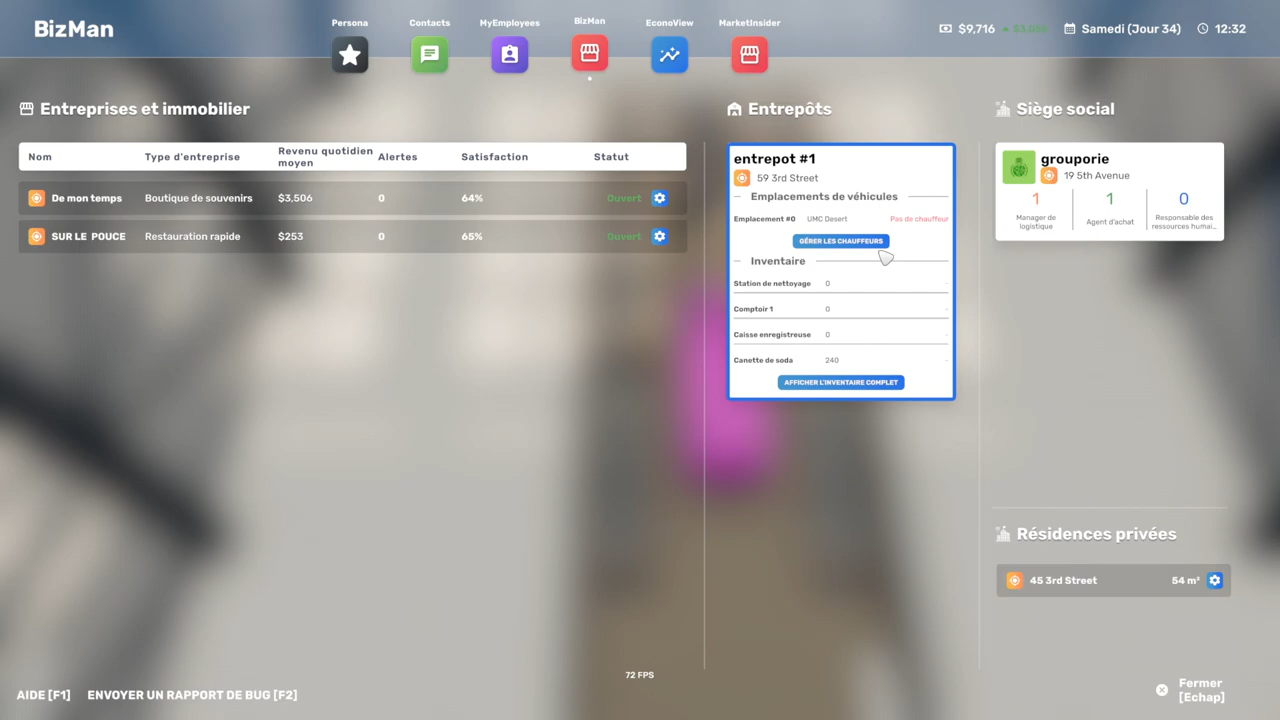 BizMan
Persona
Contacts
MyEmployees
BizMan
EconoView
MarketInsider
$9,716
Samedi (Jour 34)
12:32
Entreprises et immobilier
Nom
Type d'entreprise
Revenu quotidien
moyen
Alertes
Satisfaction
Statut
De mon temps
Boutique de souvenirs
$3,506
0
64%
Ouvert
SUR LE POUCE
Restauration rapide
$253
0
65%
Ouvert
Entrepôts
entrepot #1
59 3rd Street
Emplacements de véhicules
Emplacement #0
UMC Desert
Pas de chauffeur
GÉRER LES CHAUFFEURS
Inventaire
Station de nettoyage
0
-
Comptoir 1
0
-
Caisse enregistreuse
0
-
Canette de soda
240
-
AFFICHER L'INVENTAIRE COMPLET
Siège social
grouporie
19 5th Avenue
1
Manager de
logistique
1
Agent d'achat
0
Responsable des
ressources humai...
Résidences privées
45 3rd Street
54 m²
72 FPS
AIDE [F1]
ENVOYER UN RAPPORT DE BUG [F2]
Fermer
[Echap]